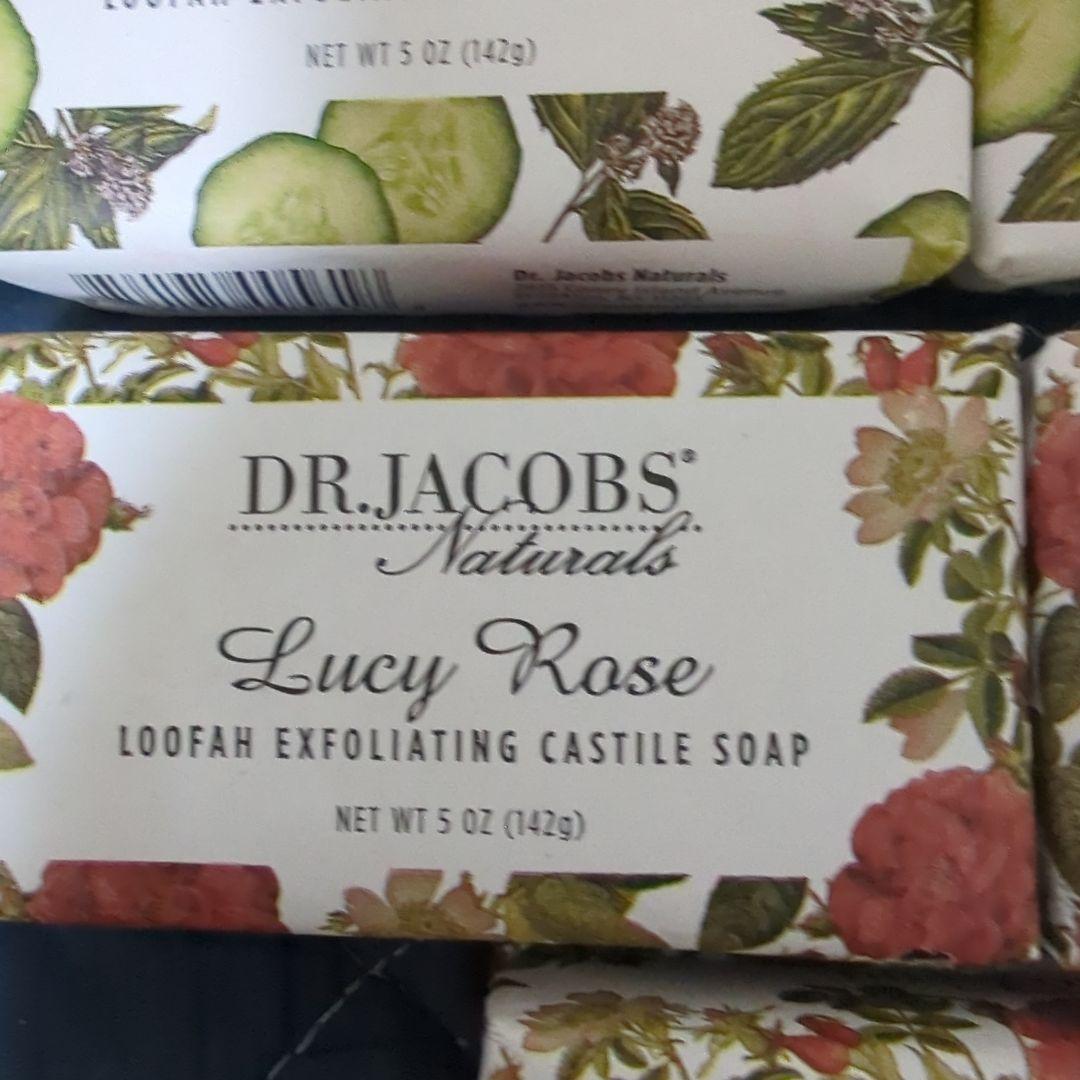 NET WT 5 OZ (142g)
Dr. Jacobs Naturals
DR.JACOBS®
Naturals
Lucy Rose
LOOFAH EXFOLIATING CASTILE SOAP
NET WT 5 OZ (142g)